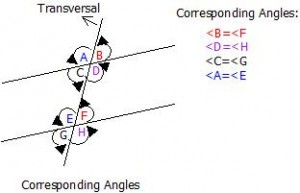 Transversal
Corresponding Angles:
<B=<F
<D=<H
<C=<G
<A=<E
A B
C D
E F
G H
Corresponding Angles